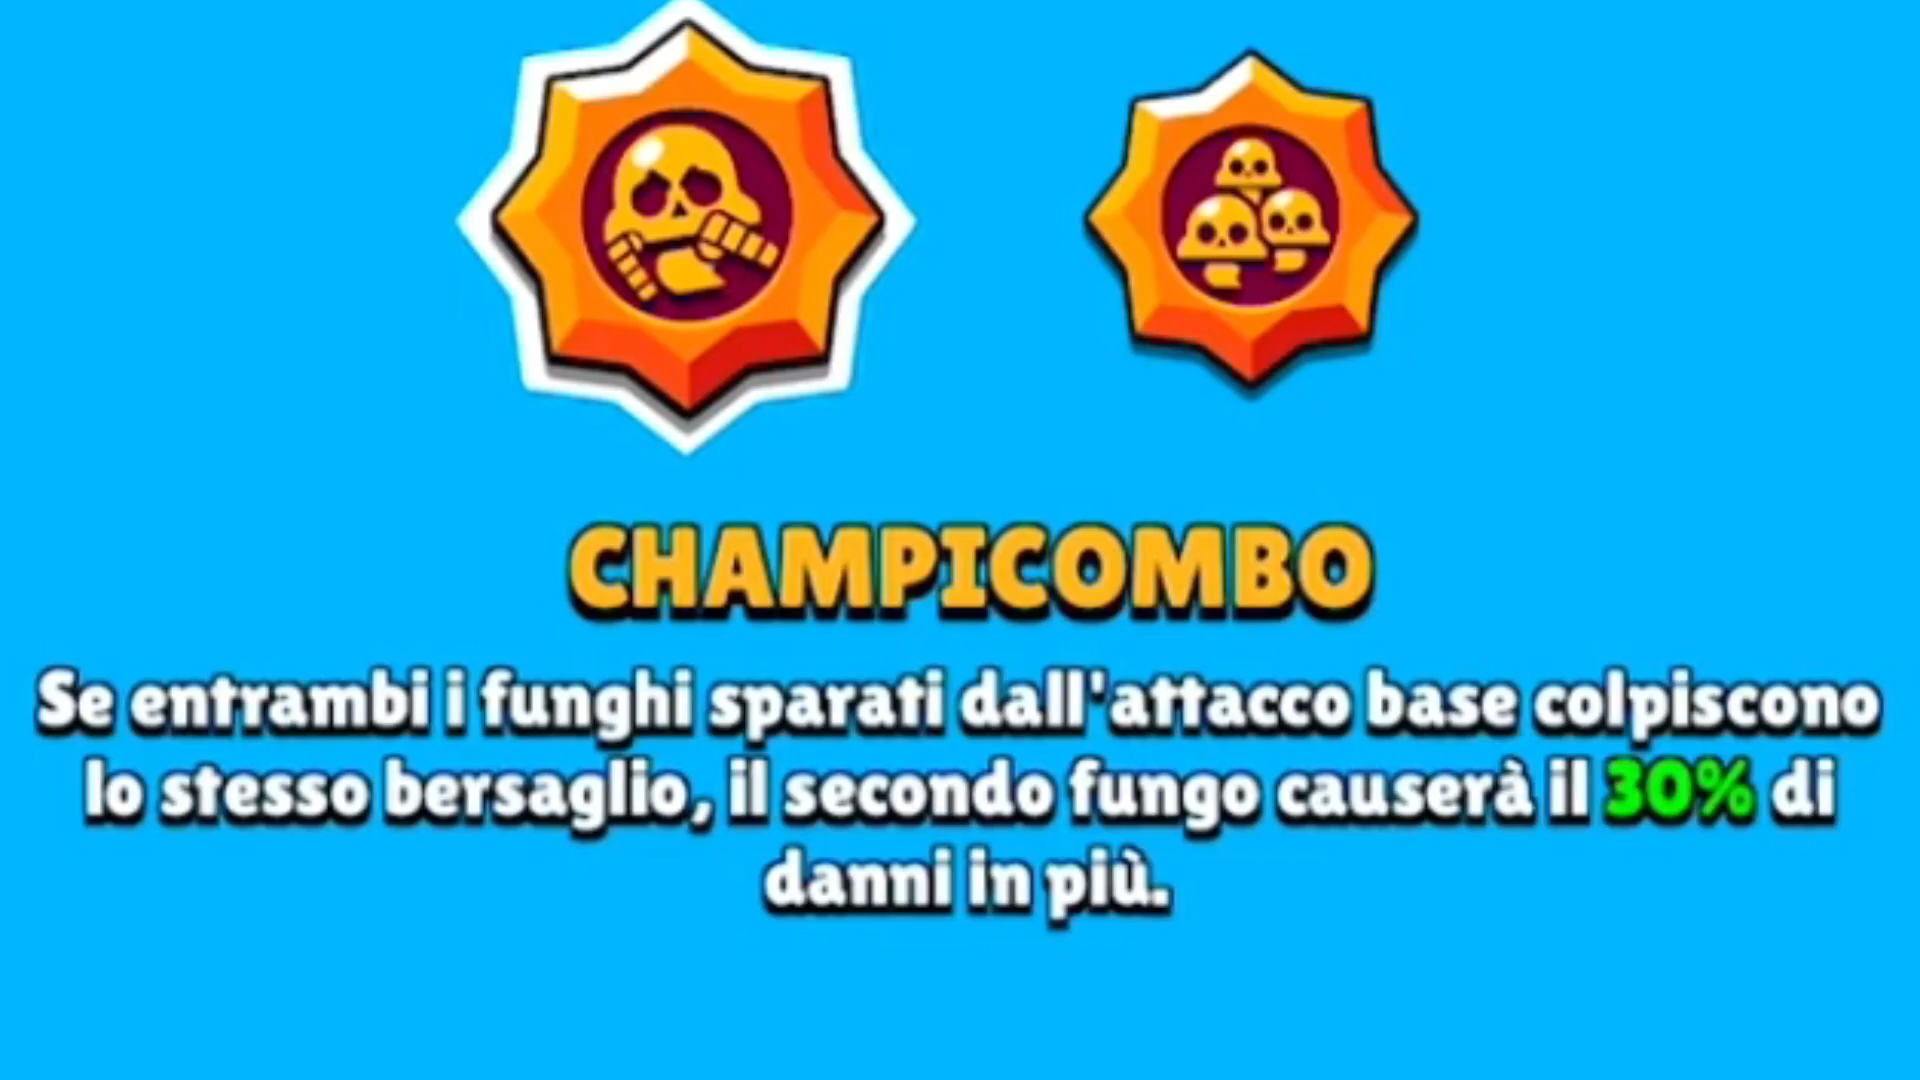 CHAMPICOMBO
Se entrambi i funghi sparati dall'attacco base colpiscono
lo stesso bersaglio, il secondo fungo causerà il 30% di
danni in più.